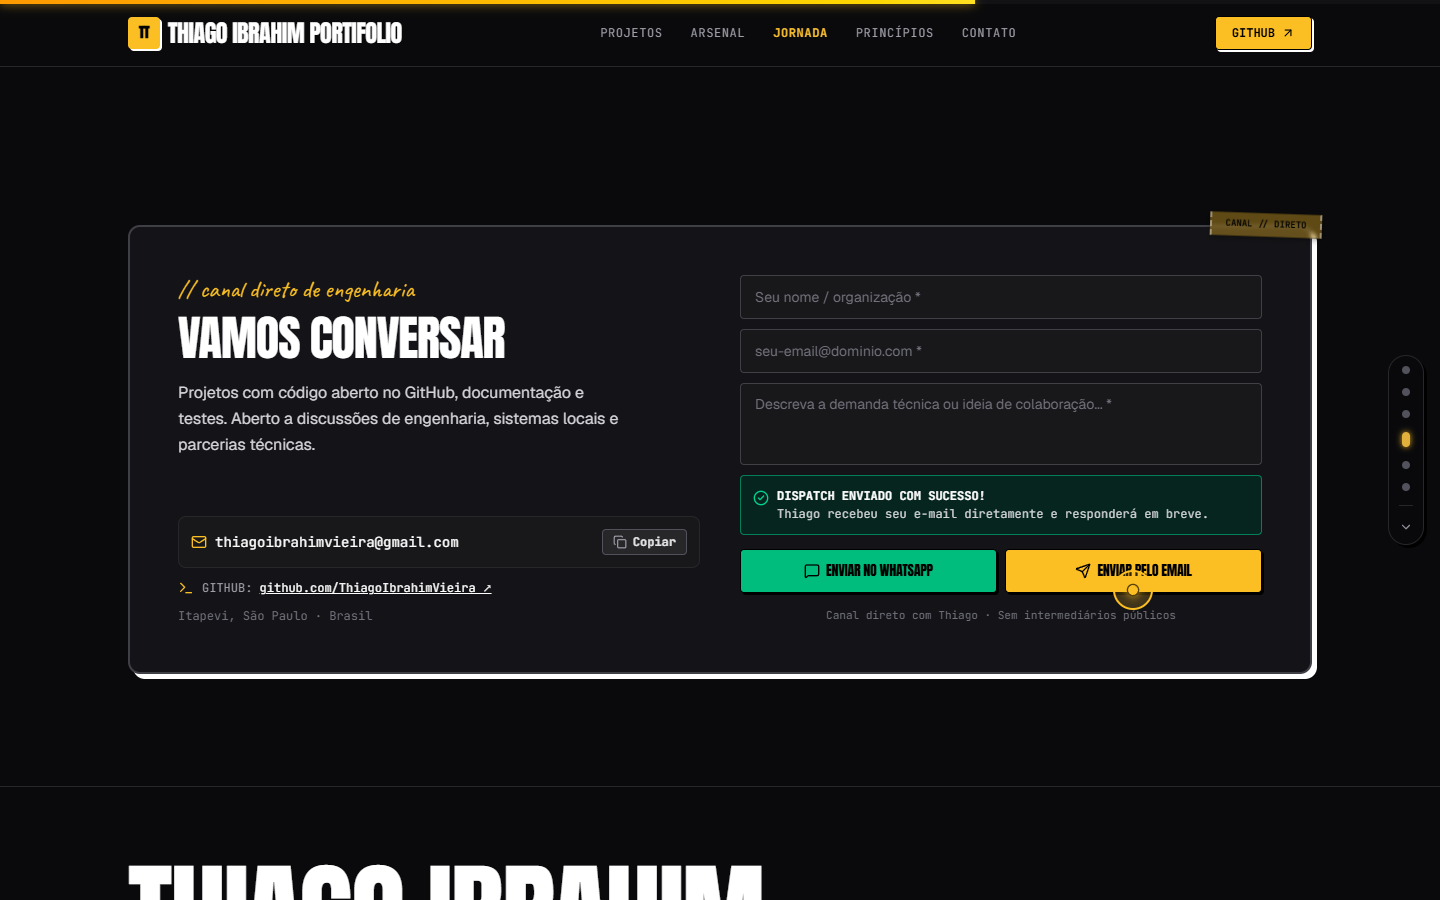 TI THIAGO IBRAHIM PORTIFOLIO
PROJETOS ARSENAL JORNADA PRINCÍPIOS CONTATO
GITHUB ↗
CANAL // DIRETO
// canal direto de engenharia
VAMOS CONVERSAR
Projetos com código aberto no GitHub, documentação e
testes. Aberto a discussões de engenharia, sistemas locais e
parcerias técnicas.
thiagoibrahimvieira@gmail.com Copiar
GITHUB: github.com/ThiagoIbrahimVieira ↗
Itapevi, São Paulo · Brasil
Seu nome / organização *
seu-email@dominio.com *
Descreva a demanda técnica ou ideia de colaboração... *
DISPATCH ENVIADO COM SUCESSO!
Thiago recebeu seu e-mail diretamente e responderá em breve.
ENVIAR NO WHATSAPP ENVIAR PELO EMAIL
Canal direto com Thiago · Sem intermediários públicos
THIAGO IBRAHIM